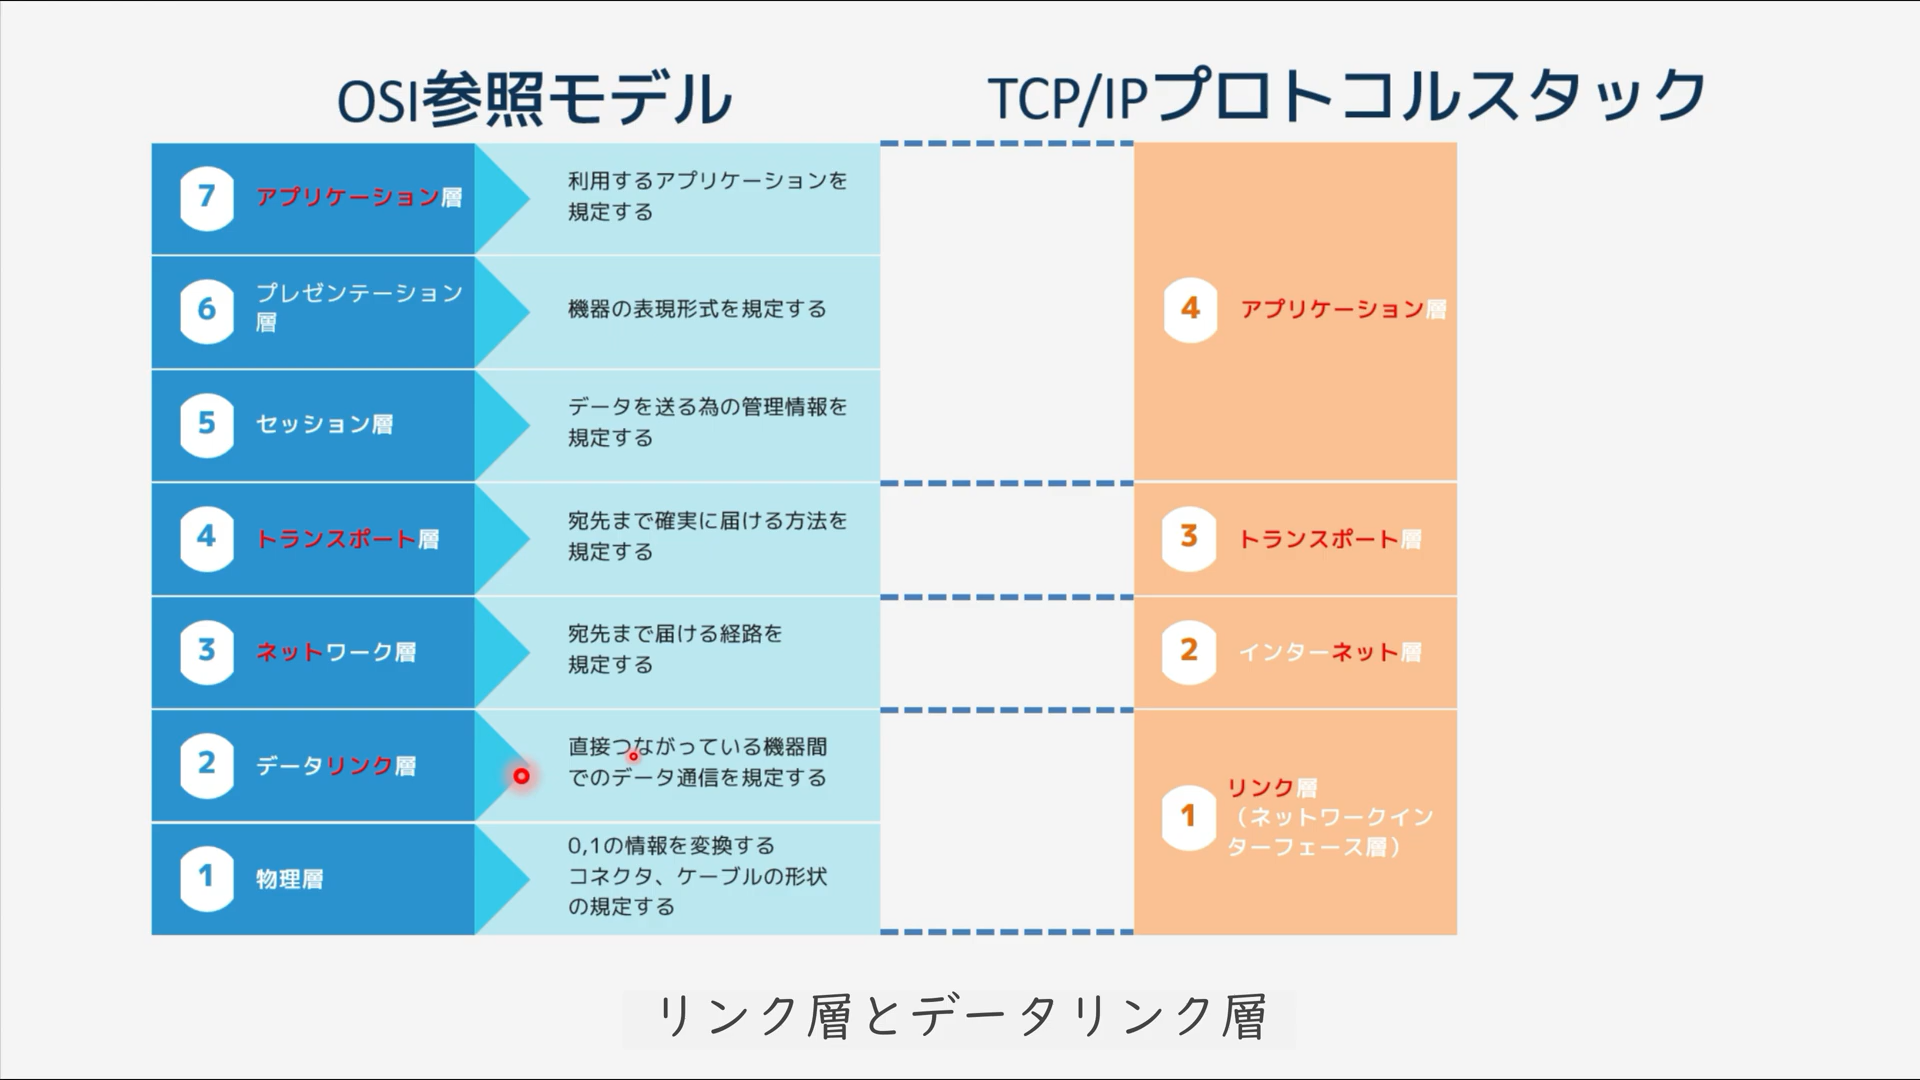 OSI参照モデル
TCP/IPプロトコルスタック
7
アプリケーション層
利用するアプリケーションを
規定する
6
プレゼンテーション
層
機器の表現形式を規定する
5
セッション層
データを送る為の管理情報を
規定する
4
トランスポート層
宛先まで確実に届ける方法を
規定する
3
ネットワーク層
宛先まで届ける経路を
規定する
2
データリンク層
直接つながっている機器間
でのデータ通信を規定する
1
物理層
0,1の情報を変換する
コネクタ、ケーブルの形状
の規定する
4
アプリケーション層
3
トランスポート層
2
インターネット層
1
リンク層
（ネットワークイン
ターフェース層）
リンク層とデータリンク層